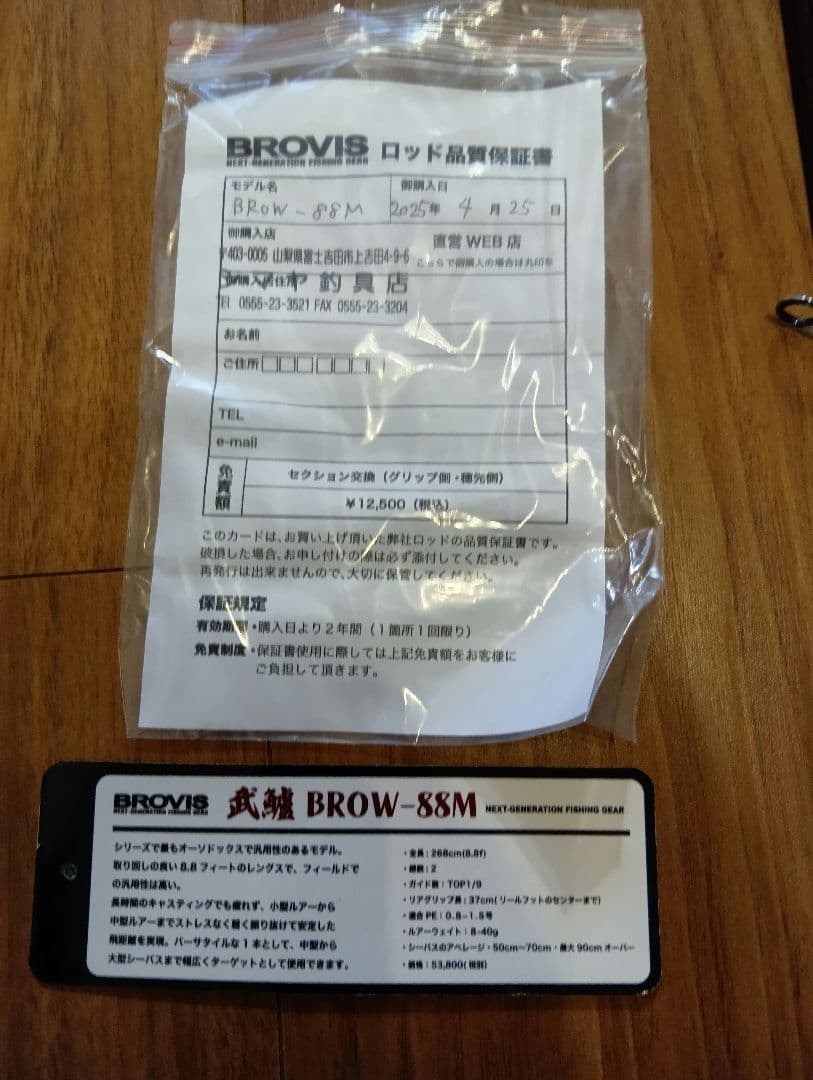 BROVIS ロッド品質保証書
NEXT-GENERATION FISHING GEAR
モデル名 御購入日
BROW-88M 2025年 4月 25日
御購入店 直営WEB店
〒403-0005 山梨県富士吉田市上吉田4-9-6 こちらで御購入の場合は丸印を
釣具店
TEL 0555-23-3521 FAX 0555-23-3204
お名前
ご住所
TEL
e-mail
免責額
セクション交換（グリップ側・穂先側）
¥12,500（税込）
このカードは、お買い上げ頂いた弊社ロッドの品質保証書です。
破損した場合、お申し付けの際は必ず添付してください。
再発行は出来ませんので、大切に保管してください。
保証規定
有効期間・購入日より2年間（1箇所1回限り）
免責制度・保証書使用に際しては上記免責額をお客様に
ご負担して頂きます。
BROVIS 武鱸 BROW-88M NEXT-GENERATION FISHING GEAR
NEXT-GENERATION FISHING GEAR
シリーズで最もオーソドックスで汎用性のあるモデル。
取り回しの良い8.8フィートのレングスで、フィールドで
の汎用性は高い。
長時間のキャスティングでも疲れず、小型ルアーから
中型ルアーまでストレスなく軽く振り抜けて安定した
飛距離を実現。バーサタイルな1本として、中型から
大型シーバスまで幅広くターゲットとして使用できます。
・全長：268cm(8.8f)
・継数：2
・ガイド数：TOP1/9
・リアグリップ長：37cm(リールフットのセンターまで)
・適合PE：0.8-1.5号
・ルアーウェイト：8-40g
・シーバスのアベレージ・50cm〜70cm・最大90cmオーバー
・価格：53,800(税別)